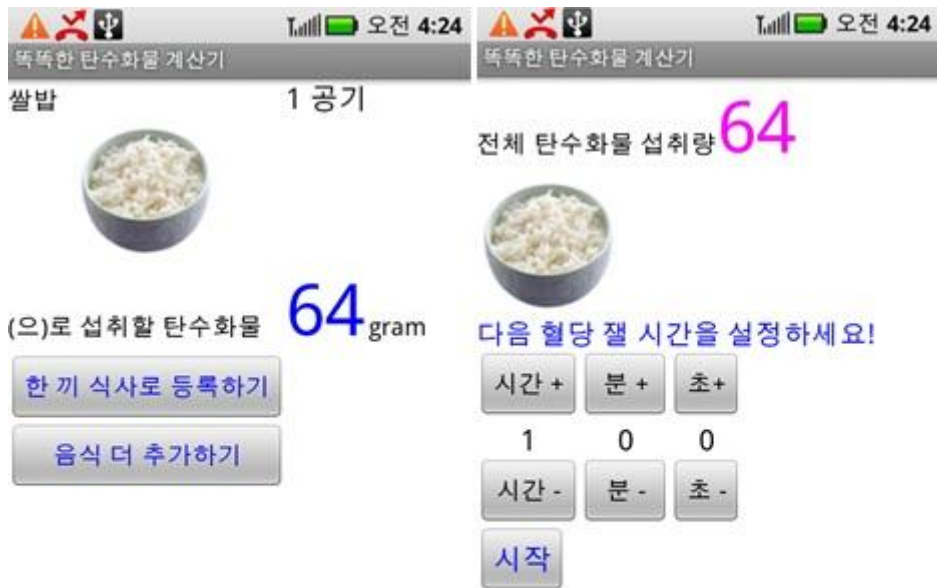 오전 4:24
똑똑한 탄수화물 계산기
쌀밥 1 공기
(으)로 섭취할 탄수화물 64 gram
한 끼 식사로 등록하기
음식 더 추가하기
오전 4:24
똑똑한 탄수화물 계산기
전체 탄수화물 섭취량 64
다음 혈당 잴 시간을 설정하세요!
시간 + 분 + 초+
1 0 0
시간 - 분 - 초 -
시작